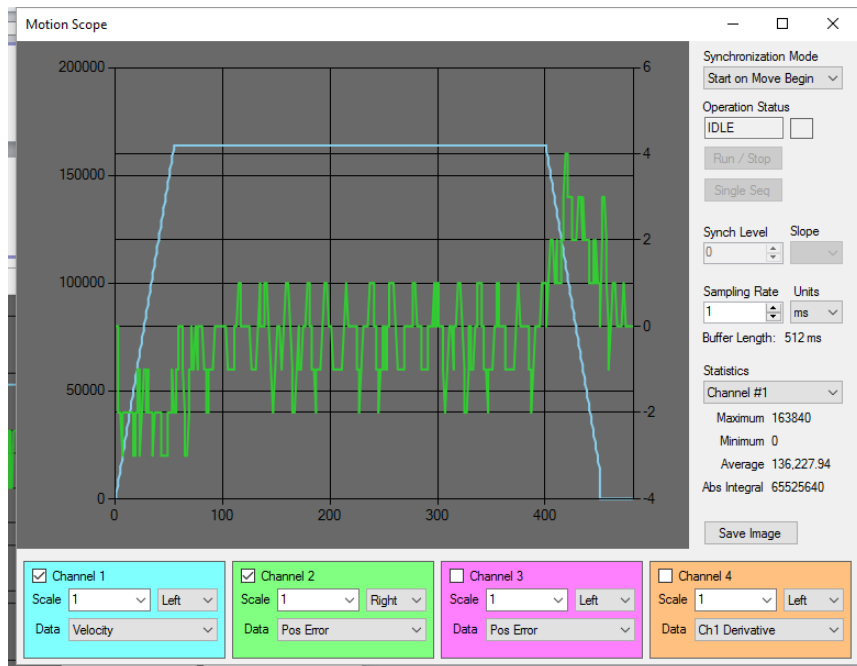 Motion Scope
200000
150000
100000
50000
0
6
4
2
0
-2
-4
0
100
200
300
400
Synchronization Mode
Start on Move Begin
Operation Status
IDLE
Run / Stop
Single Seq
Synch Level Slope
0
Sampling Rate Units
1 ms
Buffer Length: 512 ms
Statistics
Channel #1
Maximum 163840
Minimum 0
Average 136,227.94
Abs Integral 65525640
Save Image
Channel 1
Scale 1 Left
Data Velocity
Channel 2
Scale 1 Right
Data Pos Error
Channel 3
Scale 1 Left
Data Pos Error
Channel 4
Scale 1 Left
Data Ch1 Derivative